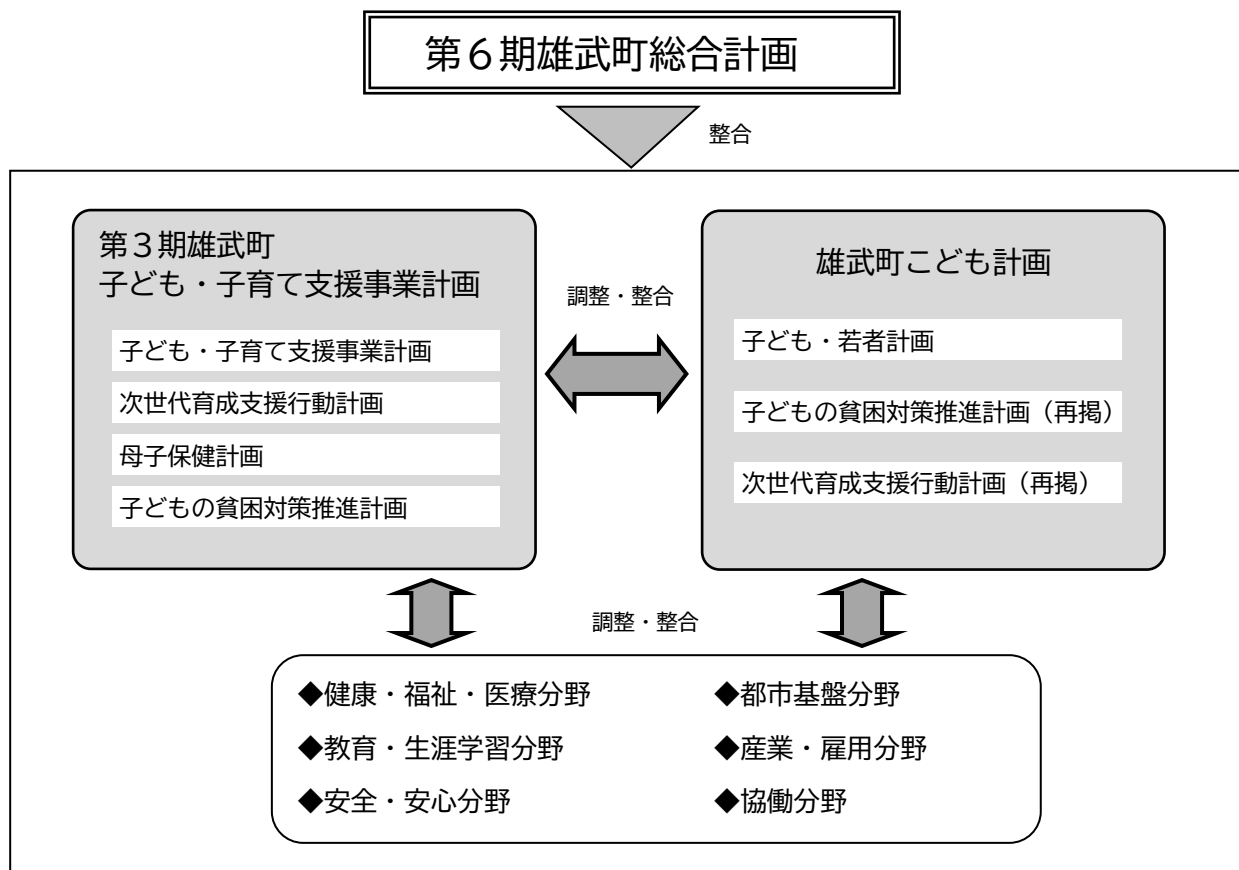 第６期雄武町総合計画
整合
第３期雄武町
子ども・子育て支援事業計画
子ども・子育て支援事業計画
次世代育成支援行動計画
母子保健計画
子どもの貧困対策推進計画
調整・整合
雄武町こども計画
子ども・若者計画
子どもの貧困対策推進計画（再掲）
次世代育成支援行動計画（再掲）
調整・整合
◆健康・福祉・医療分野
◆教育・生涯学習分野
◆安全・安心分野
◆都市基盤分野
◆産業・雇用分野
◆協働分野